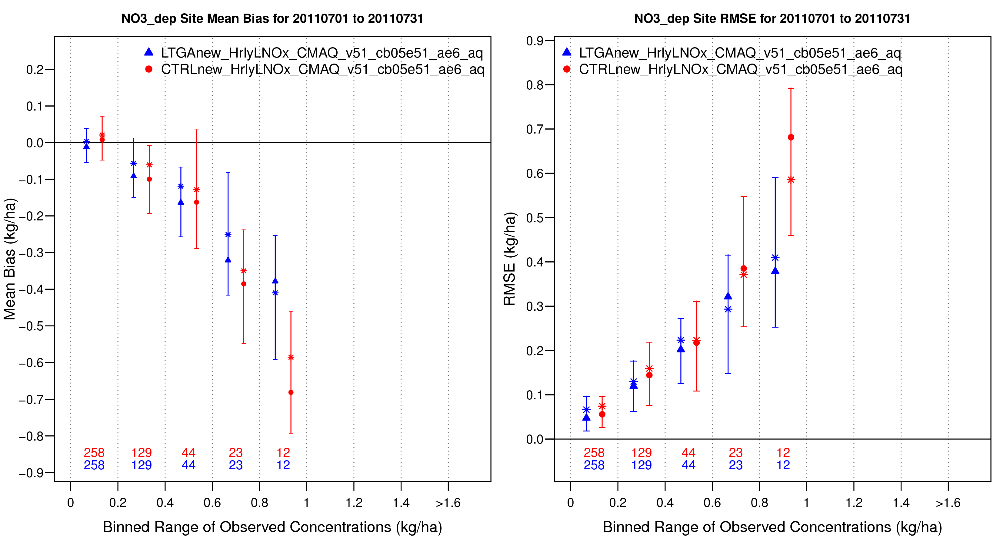 NO3_dep Site Mean Bias for 20110701 to 20110731
LTGAnew_HrlyLNOx_CMAQ_v51_cb05e51_ae6_aq
CTRLnew_HrlyLNOx_CMAQ_v51_cb05e51_ae6_aq
0.2
0.1
0.0
−0.1
−0.2
−0.3
−0.4
−0.5
−0.6
−0.7
−0.8
−0.9
Mean Bias (kg/ha)
258 129 44 23 12
258 129 44 23 12
0 0.2 0.4 0.6 0.8 1 1.2 1.4 >1.6
Binned Range of Observed Concentrations (kg/ha)
NO3_dep Site RMSE for 20110701 to 20110731
LTGAnew_HrlyLNOx_CMAQ_v51_cb05e51_ae6_aq
CTRLnew_HrlyLNOx_CMAQ_v51_cb05e51_ae6_aq
0.9
0.8
0.7
0.6
0.5
0.4
0.3
0.2
0.1
0.0
RMSE (kg/ha)
258 129 44 23 12
258 129 44 23 12
0 0.2 0.4 0.6 0.8 1 1.2 1.4 >1.6
Binned Range of Observed Concentrations (kg/ha)